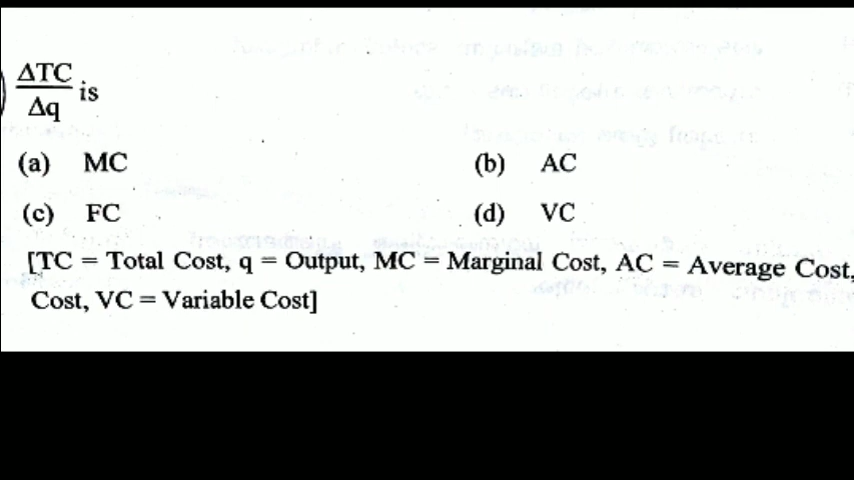 ΔTC
is
Δq
(a) MC (b) AC
(c) FC (d) VC
[TC = Total Cost, q = Output, MC = Marginal Cost, AC = Average Cost,
Cost, VC = Variable Cost]